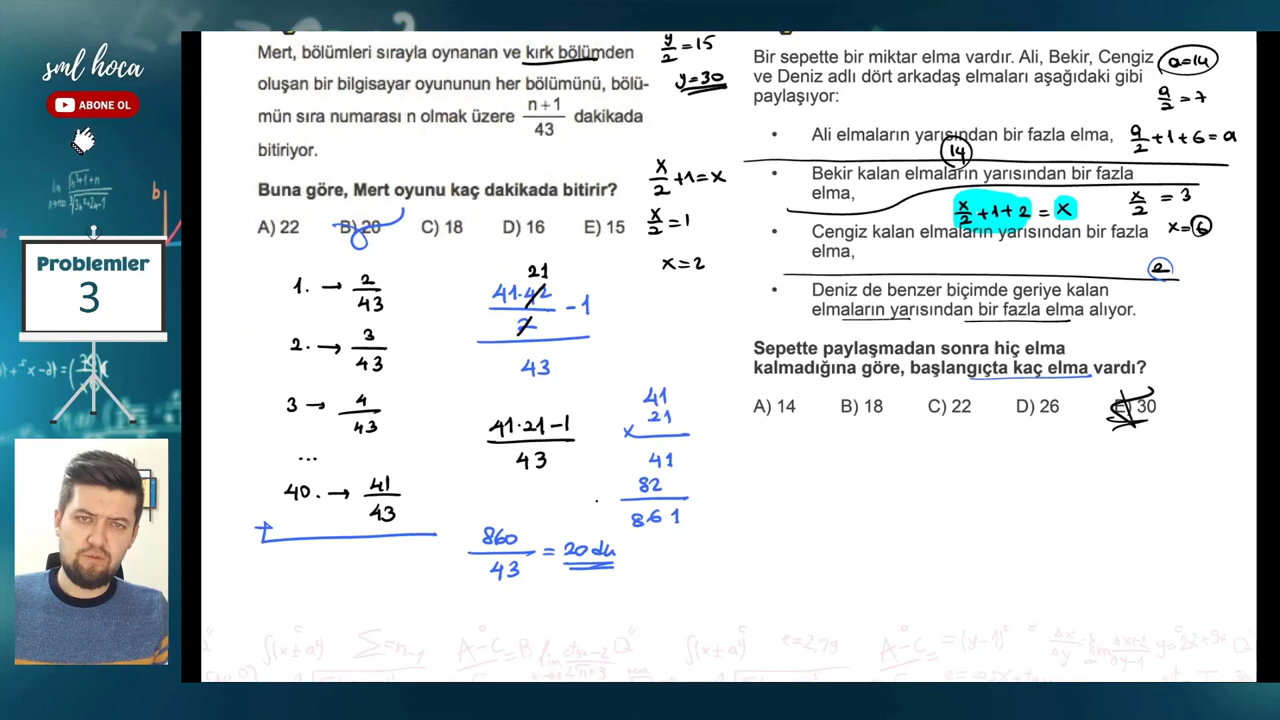 sml hoca
ABONE OL
Problemler
3
Mert, bölümleri sırayla oynanan ve kırk bölümden
oluşan bir bilgisayar oyununun her bölümünü, bölü-
mün sıra numarası n olmak üzere n+1/43 dakikada
bitiriyor.
Buna göre, Mert oyunu kaç dakikada bitirir?
A) 22 B) 20 C) 18 D) 16 E) 15
1. → 2/43
2. → 3/43
3 → 4/43
...
40. → 41/43
+
21
41·42/2 - 1
43
41·21-1/43
41
21
x
41
82
861
860/43 = 20 dk
y/2 = 15
y=30
x/2 +1 = x
x/2 = 1
x = 2
Bir sepette bir miktar elma vardır. Ali, Bekir, Cengiz
ve Deniz adlı dört arkadaş elmaları aşağıdaki gibi
paylaşıyor:
• Ali elmaların yarısından bir fazla elma,
14
• Bekir kalan elmaların yarısından bir fazla
elma,
x/2 +1+2 = x
• Cengiz kalan elmaların yarısından bir fazla
elma,
2
• Deniz de benzer biçimde geriye kalan
elmaların yarısından bir fazla elma alıyor.
Sepette paylaşmadan sonra hiç elma
kalmadığına göre, başlangıçta kaç elma vardı?
A) 14 B) 18 C) 22 D) 26 E) 30
a=14
a/2 = 7
a/2 +1+6 = a
x/2 = 3
x=6